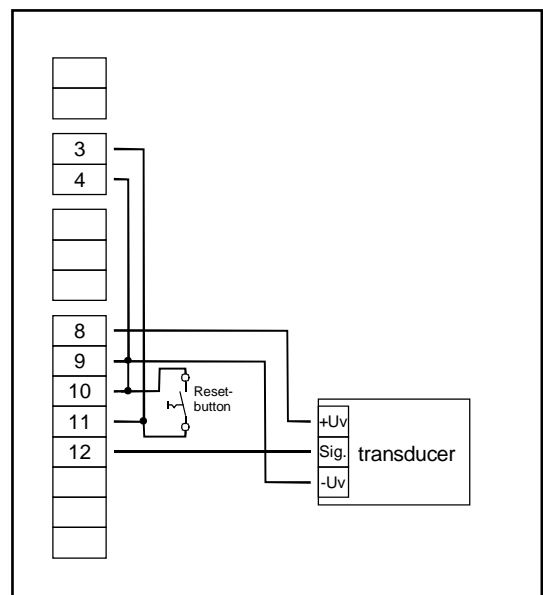 3
4
8
9
10
11
12
Reset-
button
+Uv
Sig.
-Uv
transducer